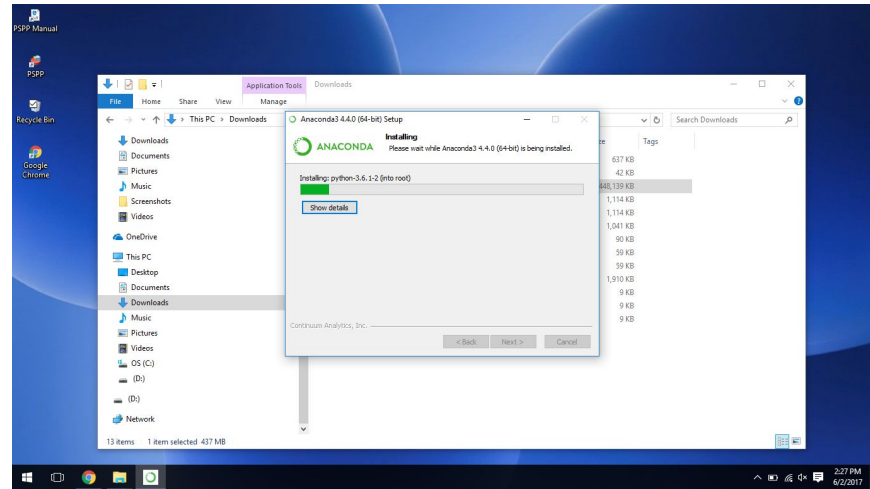 PSPP Manual
PSPP
Recycle Bin
Google
Chrome
Application Tools Downloads
File Home Share View Manage
This PC > Downloads
Search Downloads
Downloads
Documents
Pictures
Music
Screenshots
Videos
OneDrive
This PC
Desktop
Documents
Downloads
Music
Pictures
Videos
OS (C:)
(D:)
(D:)
Network
13 items 1 item selected 437 MB
Anaconda3 4.4.0 (64-bit) Setup
ANACONDA
Installing
Please wait while Anaconda3 4.4.0 (64-bit) is being installed.
Installing: python-3.6.1-2 (into root)
Show details
Continuum Analytics, Inc.
< Back Next > Cancel
Tags
637 KB
42 KB
448,139 KB
1,114 KB
1,114 KB
1,041 KB
90 KB
59 KB
59 KB
1,910 KB
9 KB
9 KB
9 KB
2:27 PM
6/2/2017